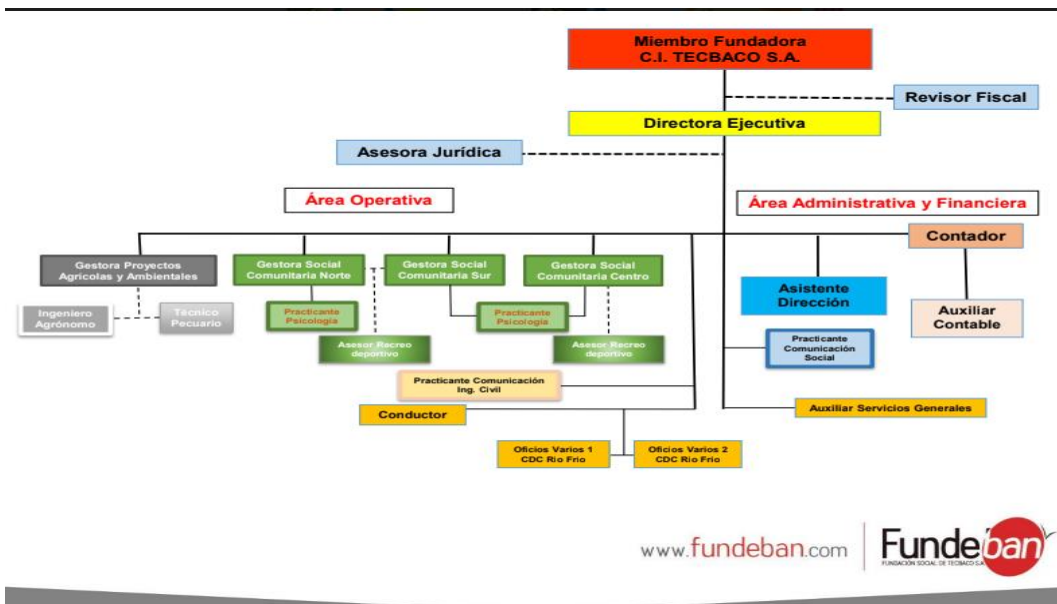 Miembro Fundadora
C.I. TECBACO S.A.
Revisor Fiscal
Directora Ejecutiva
Asesora Jurídica
Área Operativa
Área Administrativa y Financiera
Contador
Gestora Proyectos
Agrícolas y Ambientales
Gestora Social
Comunitaria Norte
Gestora Social
Comunitaria Sur
Gestora Social
Comunitaria Centro
Asistente
Dirección
Ingeniero
Agrónomo
Técnico
Pecuario
Practicante
Psicología
Practicante
Psicología
Auxiliar
Contable
Asesor Recreo
deportivo
Asesor Recreo
deportivo
Practicante
Comunicación
Social
Practicante Comunicación
Ing. Civil
Conductor
Auxiliar Servicios Generales
Oficios Varios 1
CDC Rio Frio
Oficios Varios 2
CDC Rio Frio
www.fundeban.com
Fundeban
FUNDACIÓN SOCIAL DE TECBACO S.A